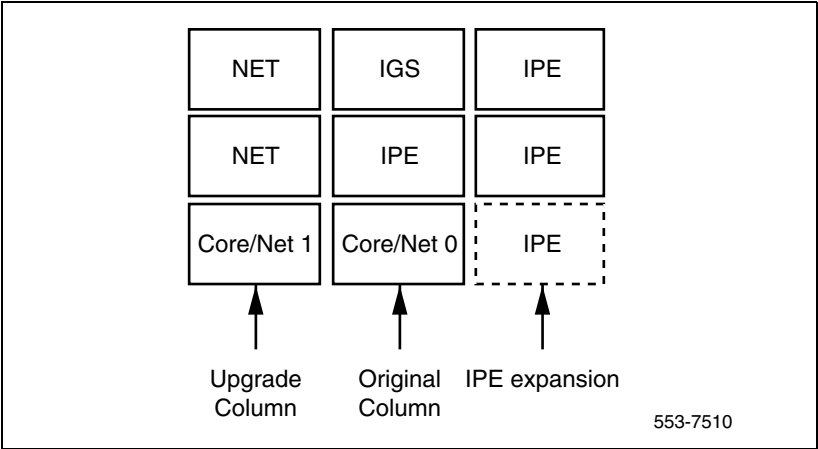 NET IGS IPE
NET IPE IPE
Core/Net 1 Core/Net 0 IPE
Upgrade Original IPE expansion
Column Column
553-7510